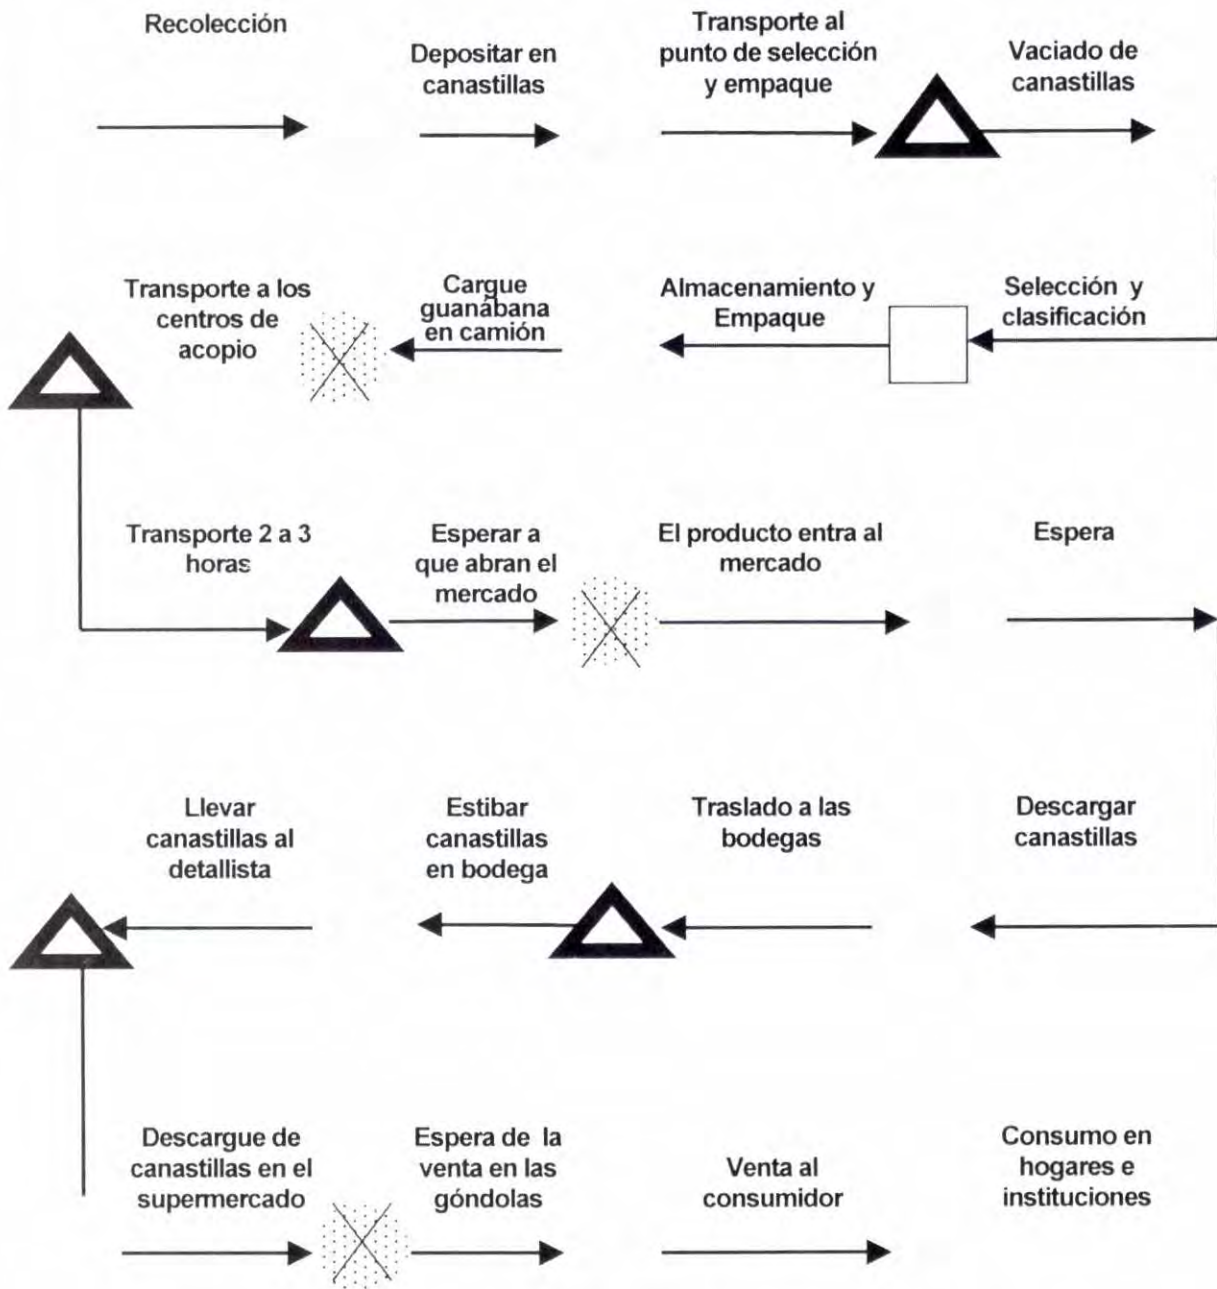 Recolección
Depositar en
canastillas
Transporte al
punto de selección
y empaque
Vaciado de
canastillas
Transporte a los
centros de
acopio
Cargue
guanábana
en camión
Almacenamiento y
Empaque
Selección y
clasificación
Transporte 2 a 3
horas
Esperar a
que abran el
mercado
El producto entra al
mercado
Espera
Llevar
canastillas al
detallista
Estibar
canastillas
en bodega
Traslado a las
bodegas
Descargar
canastillas
Descargue de
canastillas en el
supermercado
Espera de la
venta en las
góndolas
Venta al
consumidor
Consumo en
hogares e
instituciones